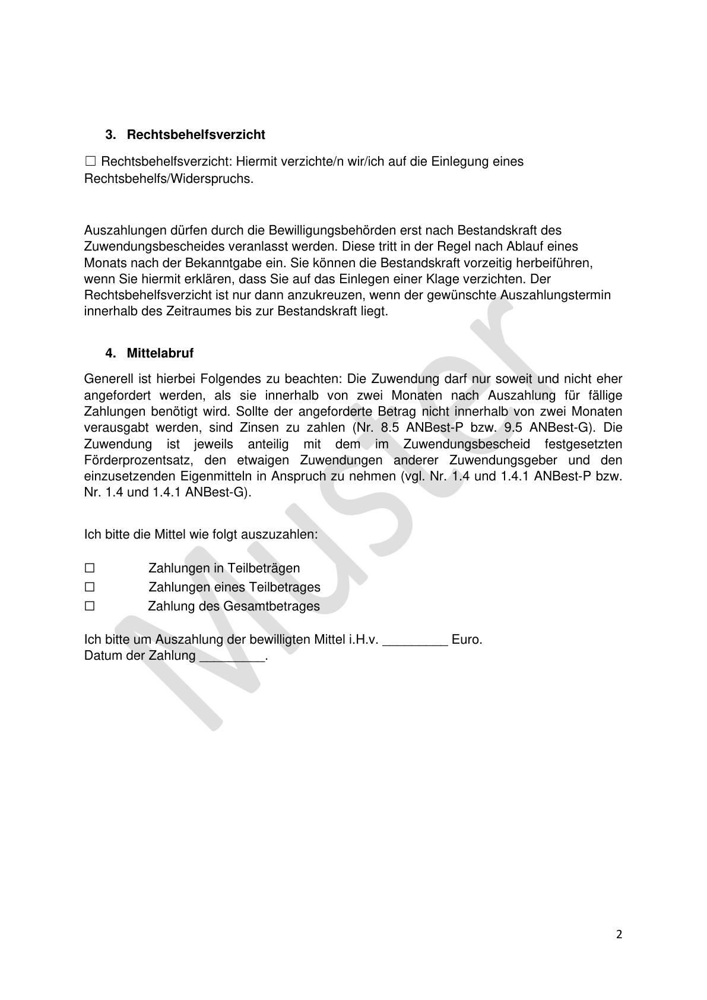 3. Rechtsbehelfsverzicht
☐ Rechtsbehelfsverzicht: Hiermit verzichte/n wir/ich auf die Einlegung eines
Rechtsbehelfs/Widerspruchs.
Auszahlungen dürfen durch die Bewilligungsbehörden erst nach Bestandskraft des
Zuwendungsbescheides veranlasst werden. Diese tritt in der Regel nach Ablauf eines
Monats nach der Bekanntgabe ein. Sie können die Bestandskraft vorzeitig herbeiführen,
wenn Sie hiermit erklären, dass Sie auf das Einlegen einer Klage verzichten. Der
Rechtsbehelfsverzicht ist nur dann anzukreuzen, wenn der gewünschte Auszahlungstermin
innerhalb des Zeitraumes bis zur Bestandskraft liegt.
4. Mittelabruf
Generell ist hierbei Folgendes zu beachten: Die Zuwendung darf nur soweit und nicht eher
angefordert werden, als sie innerhalb von zwei Monaten nach Auszahlung für fällige
Zahlungen benötigt wird. Sollte der angeforderte Betrag nicht innerhalb von zwei Monaten
verausgabt werden, sind Zinsen zu zahlen (Nr. 8.5 ANBest-P bzw. 9.5 ANBest-G). Die
Zuwendung ist jeweils anteilig mit dem im Zuwendungsbescheid festgesetzten
Förderprozentsatz, den etwaigen Zuwendungen anderer Zuwendungsgeber und den
einzusetzenden Eigenmitteln in Anspruch zu nehmen (vgl. Nr. 1.4 und 1.4.1 ANBest-P bzw.
Nr. 1.4 und 1.4.1 ANBest-G).
Ich bitte die Mittel wie folgt auszuzahlen:
☐ Zahlungen in Teilbeträgen
☐ Zahlungen eines Teilbetrages
☐ Zahlung des Gesamtbetrages
Ich bitte um Auszahlung der bewilligten Mittel i.H.v. _________ Euro.
Datum der Zahlung _________.
Muster
2